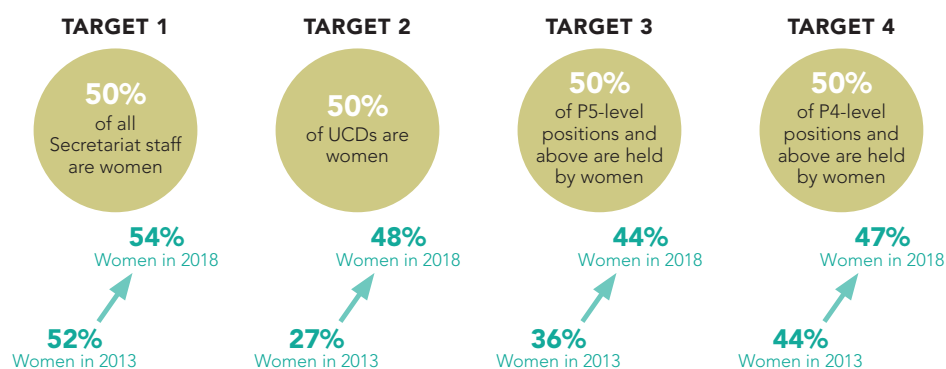 TARGET 1
50%
of all
Secretariat staff
are women
54%
Women in 2018
52%
Women in 2013
TARGET 2
50%
of UCDs are
women
48%
Women in 2018
27%
Women in 2013
TARGET 3
50%
of P5-level
positions and
above are held
by women
44%
Women in 2018
36%
Women in 2013
TARGET 4
50%
of P4-level
positions and
above are held
by women
47%
Women in 2018
44%
Women in 2013